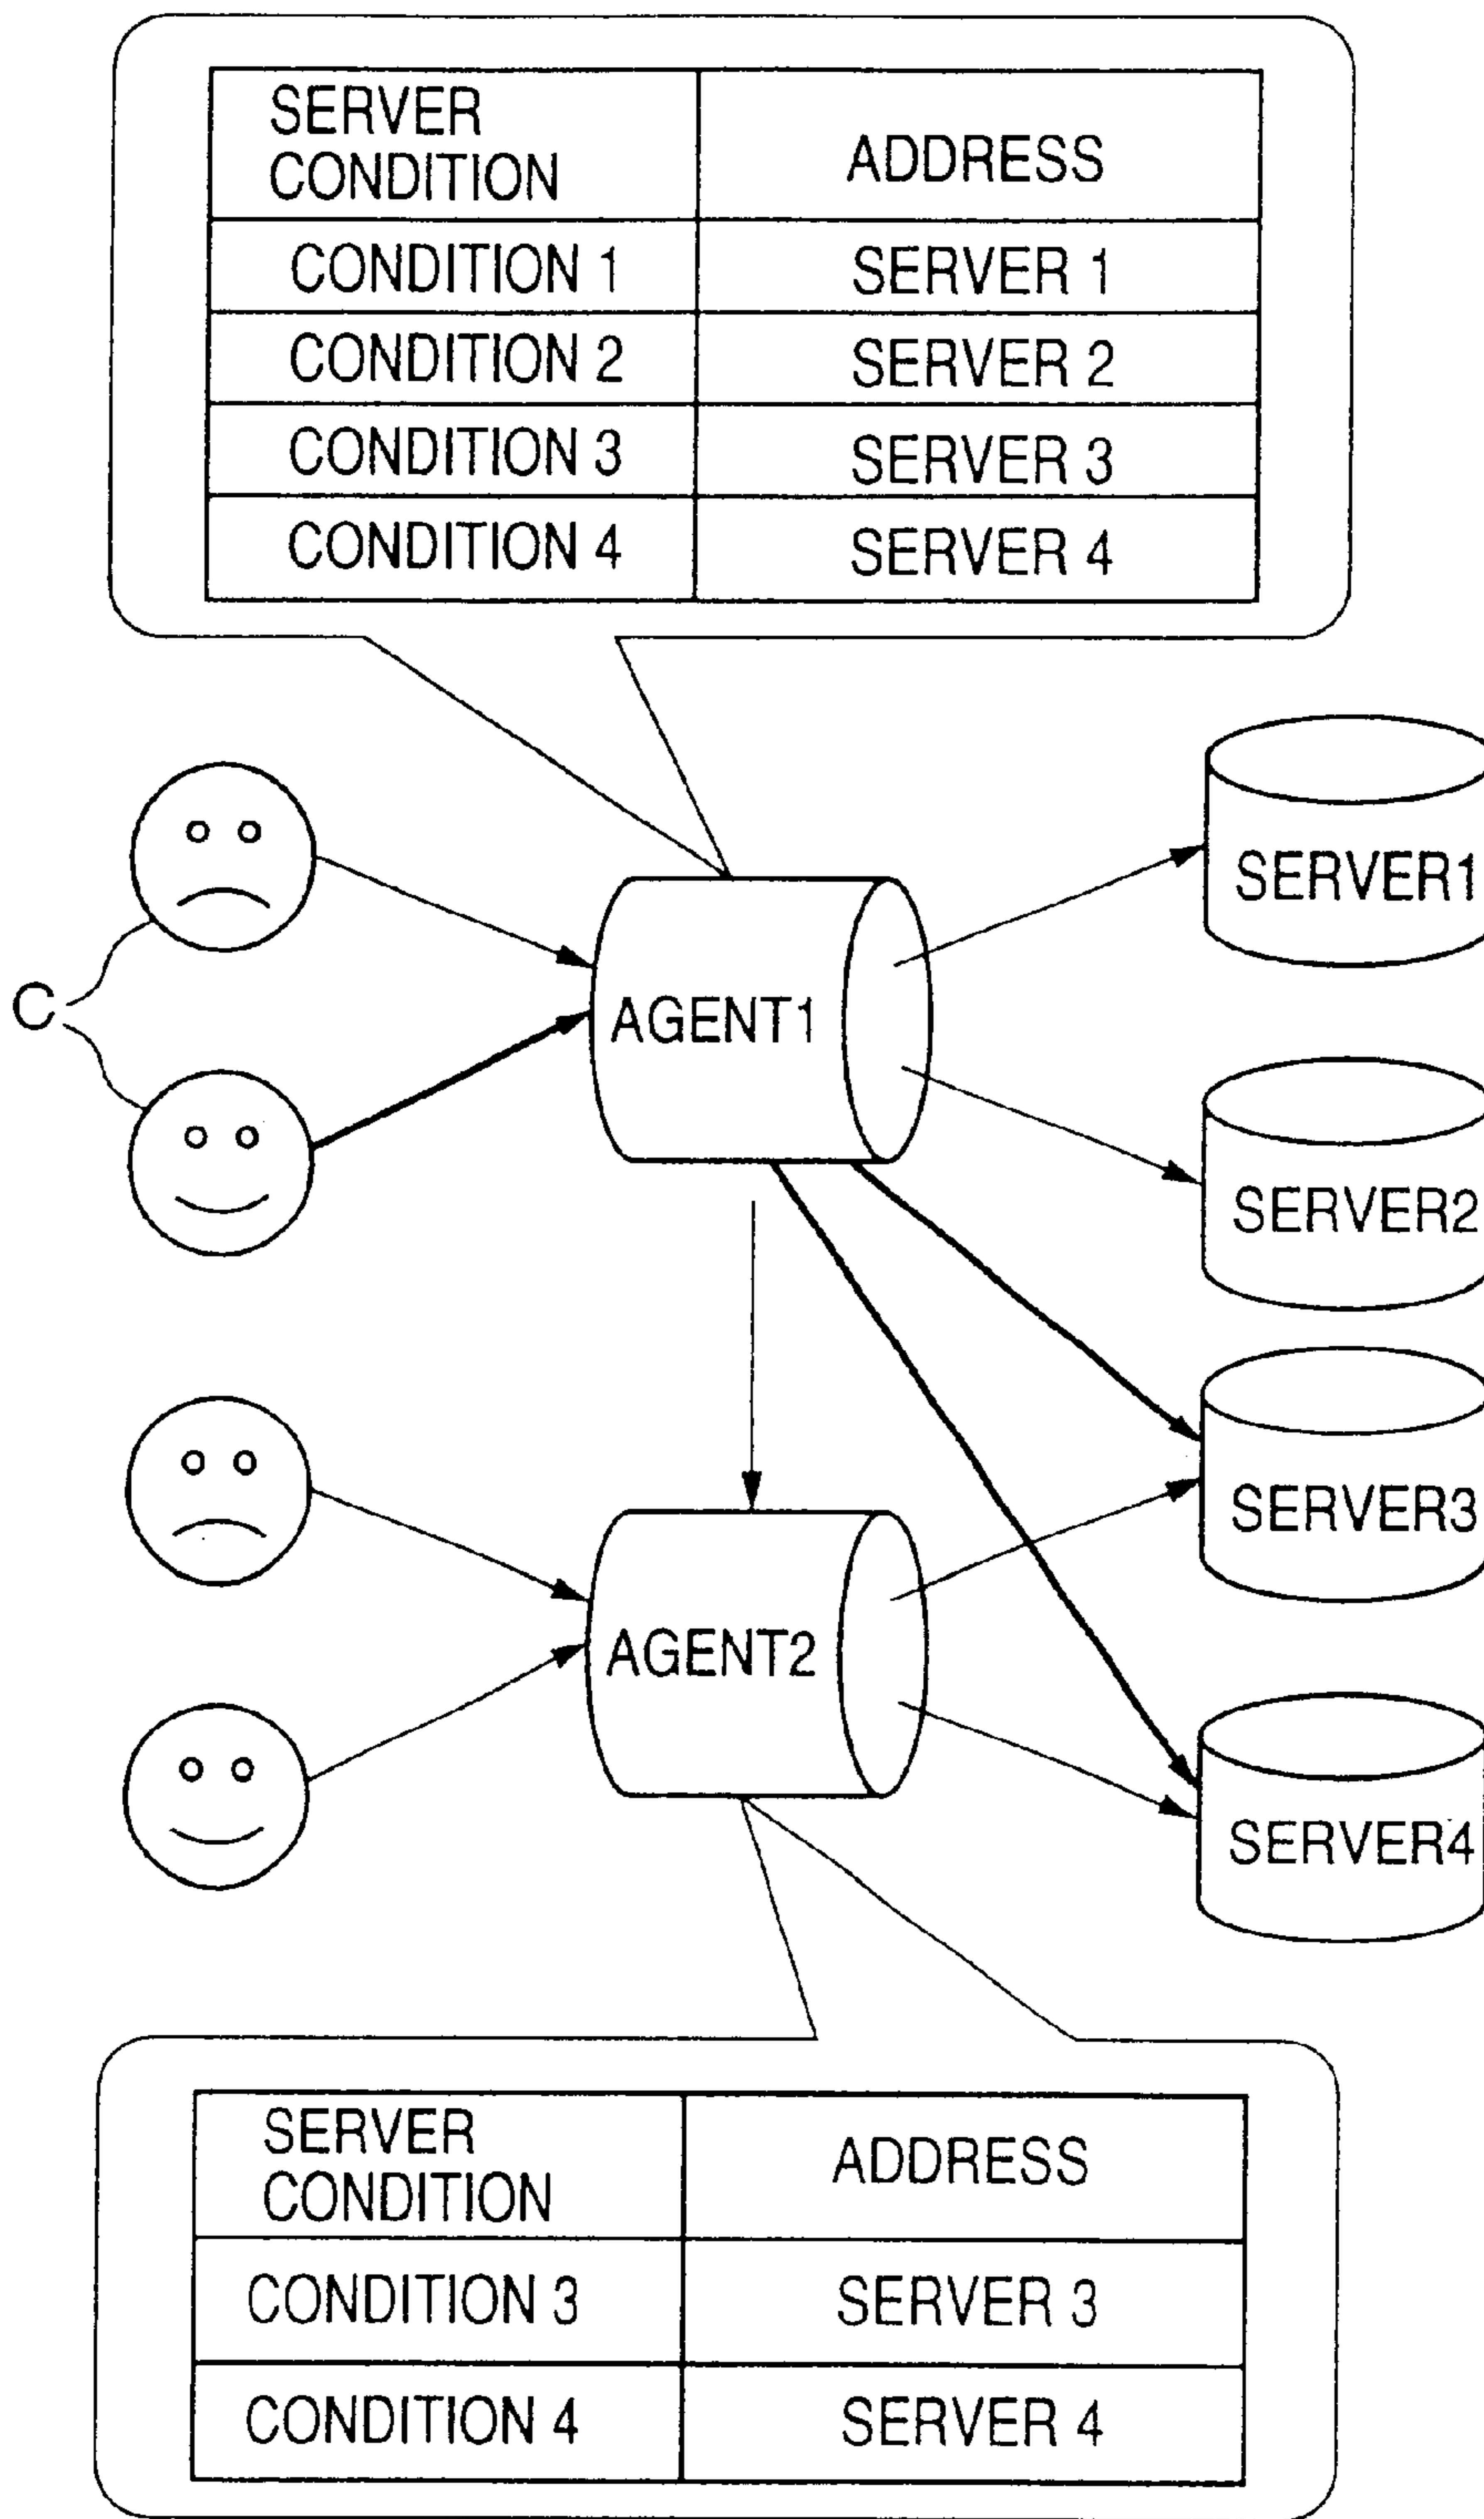 SERVER
CONDITION
ADDRESS
CONDITION 1
SERVER 1
CONDITION 2
SERVER 2
CONDITION 3
SERVER 3
CONDITION 4
SERVER 4
SERVER1
C
AGENT1
SERVER2
SERVER3
AGENT2
SERVER4
SERVER
CONDITION
ADDRESS
CONDITION 3
SERVER 3
CONDITION 4
SERVER 4